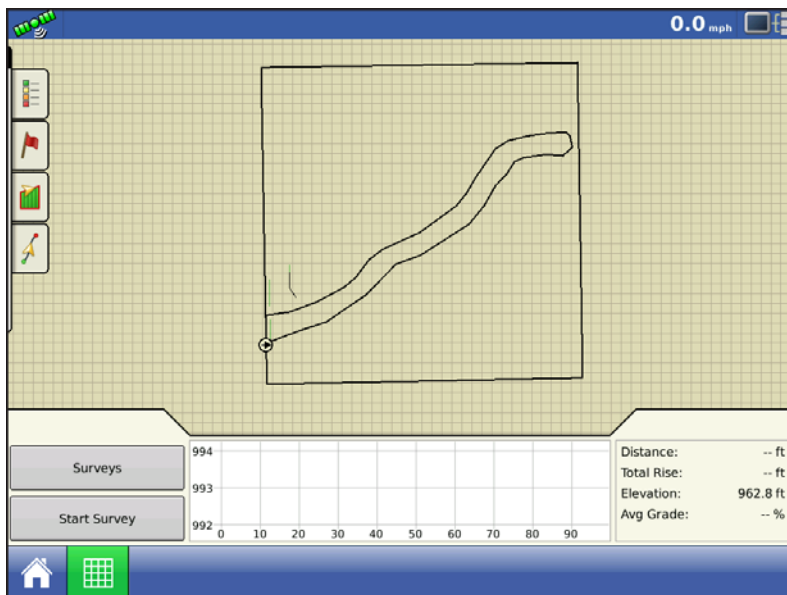 0.0 mph
Surveys
Start Survey
994
993
992
0 10 20 30 40 50 60 70 80 90
Distance: -- ft
Total Rise: -- ft
Elevation: 962.8 ft
Avg Grade: -- %